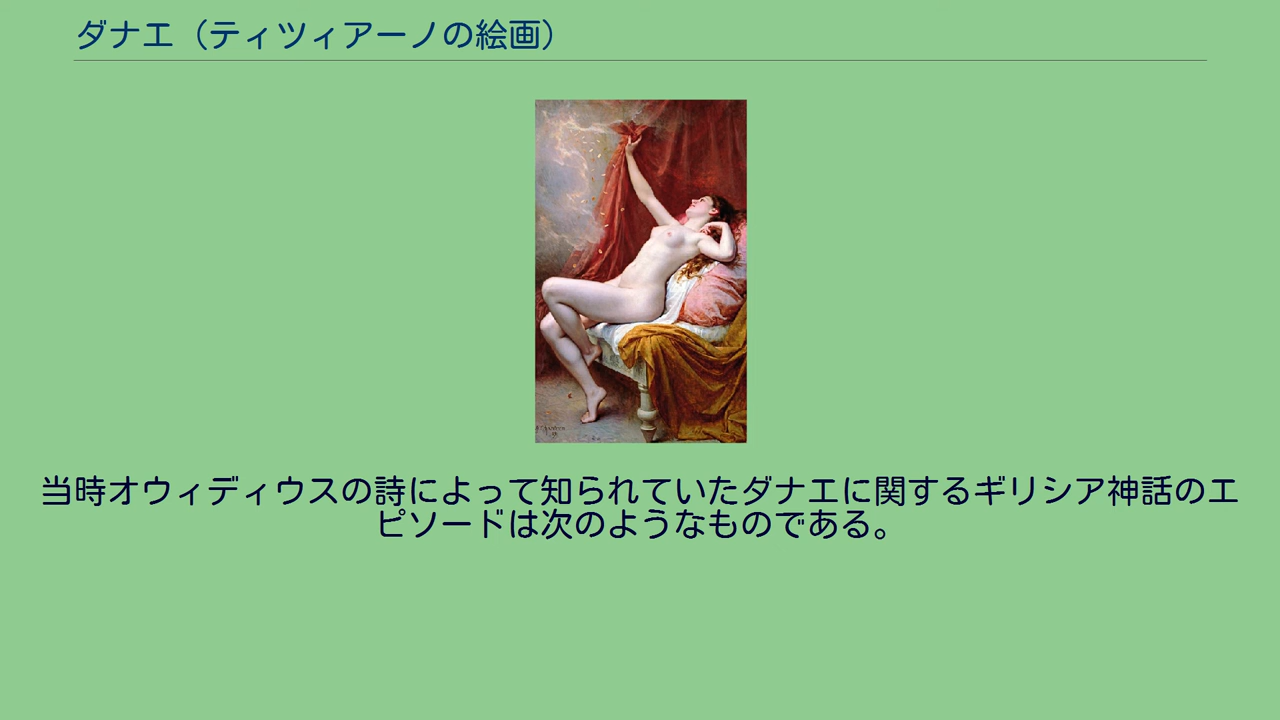 ダナエ（ティツィアーノの絵画）
当時オウィディウスの詩によって知られていたダナエに関するギリシア神話のエ
ピソードは次のようなものである。